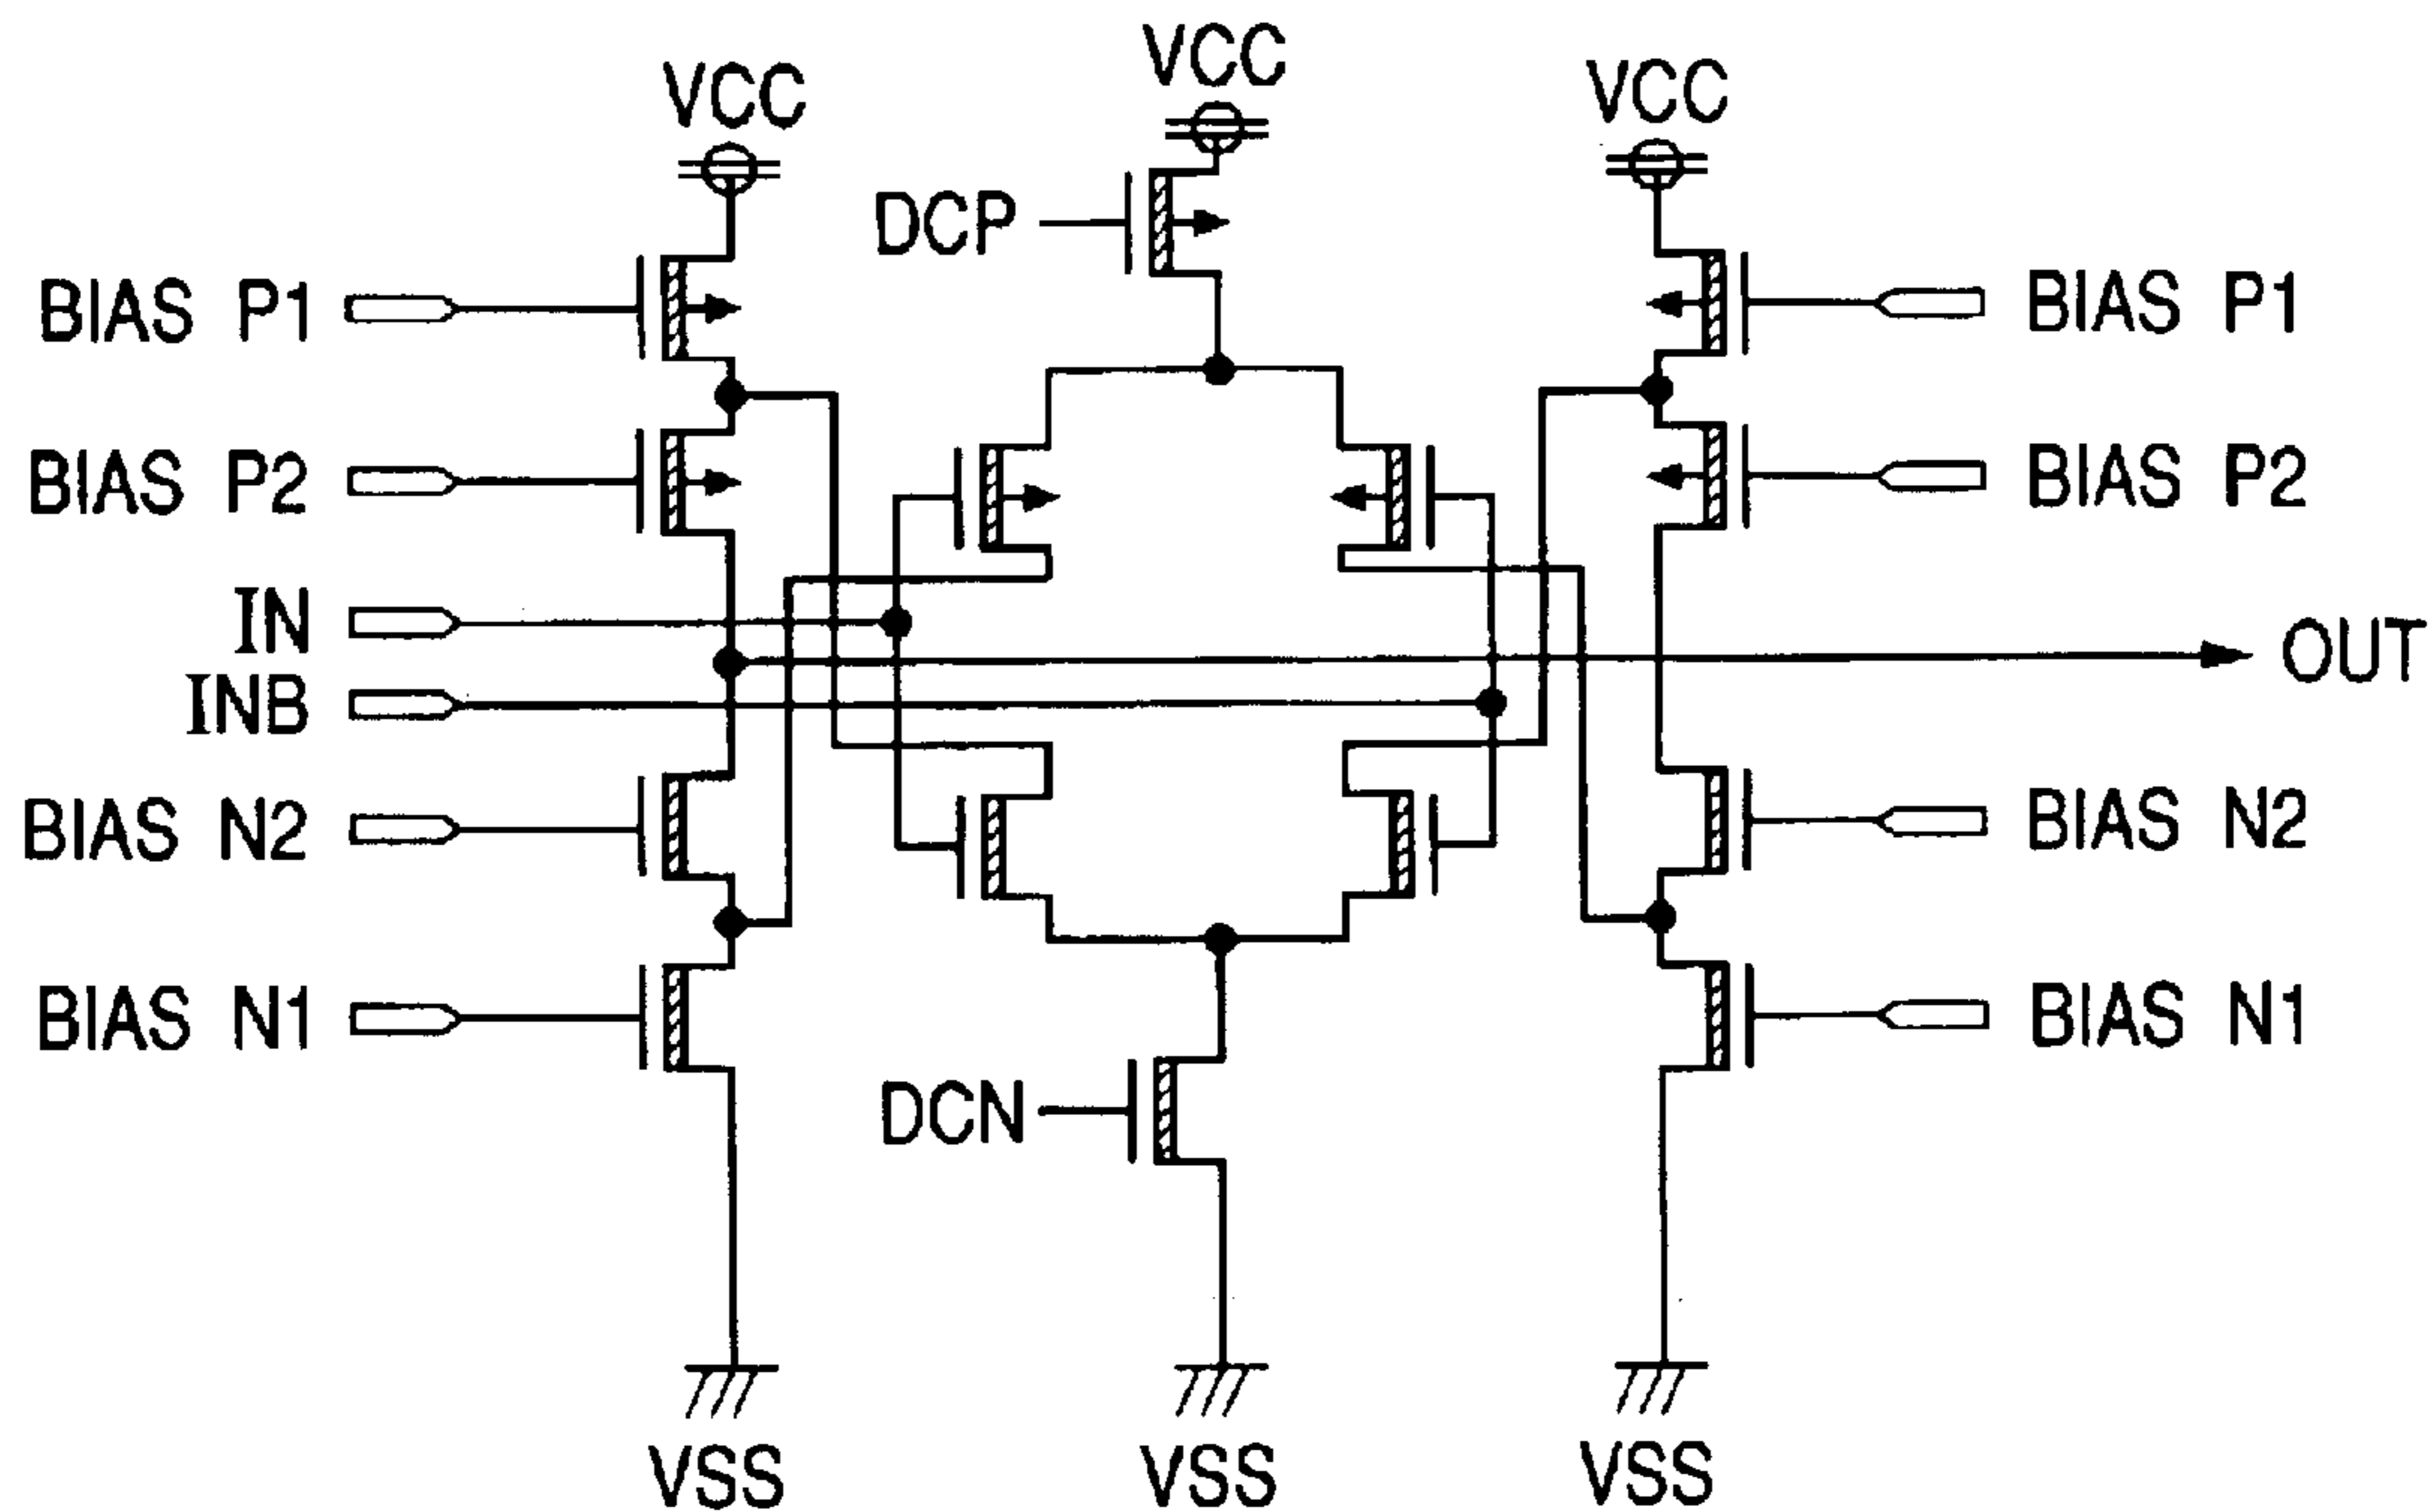 VCC
VCC
VCC
DCP
BIAS P1
BIAS P1
BIAS P2
BIAS P2
IN
OUT
INB
BIAS N2
BIAS N2
BIAS N1
BIAS N1
DCN
VSS
VSS
VSS